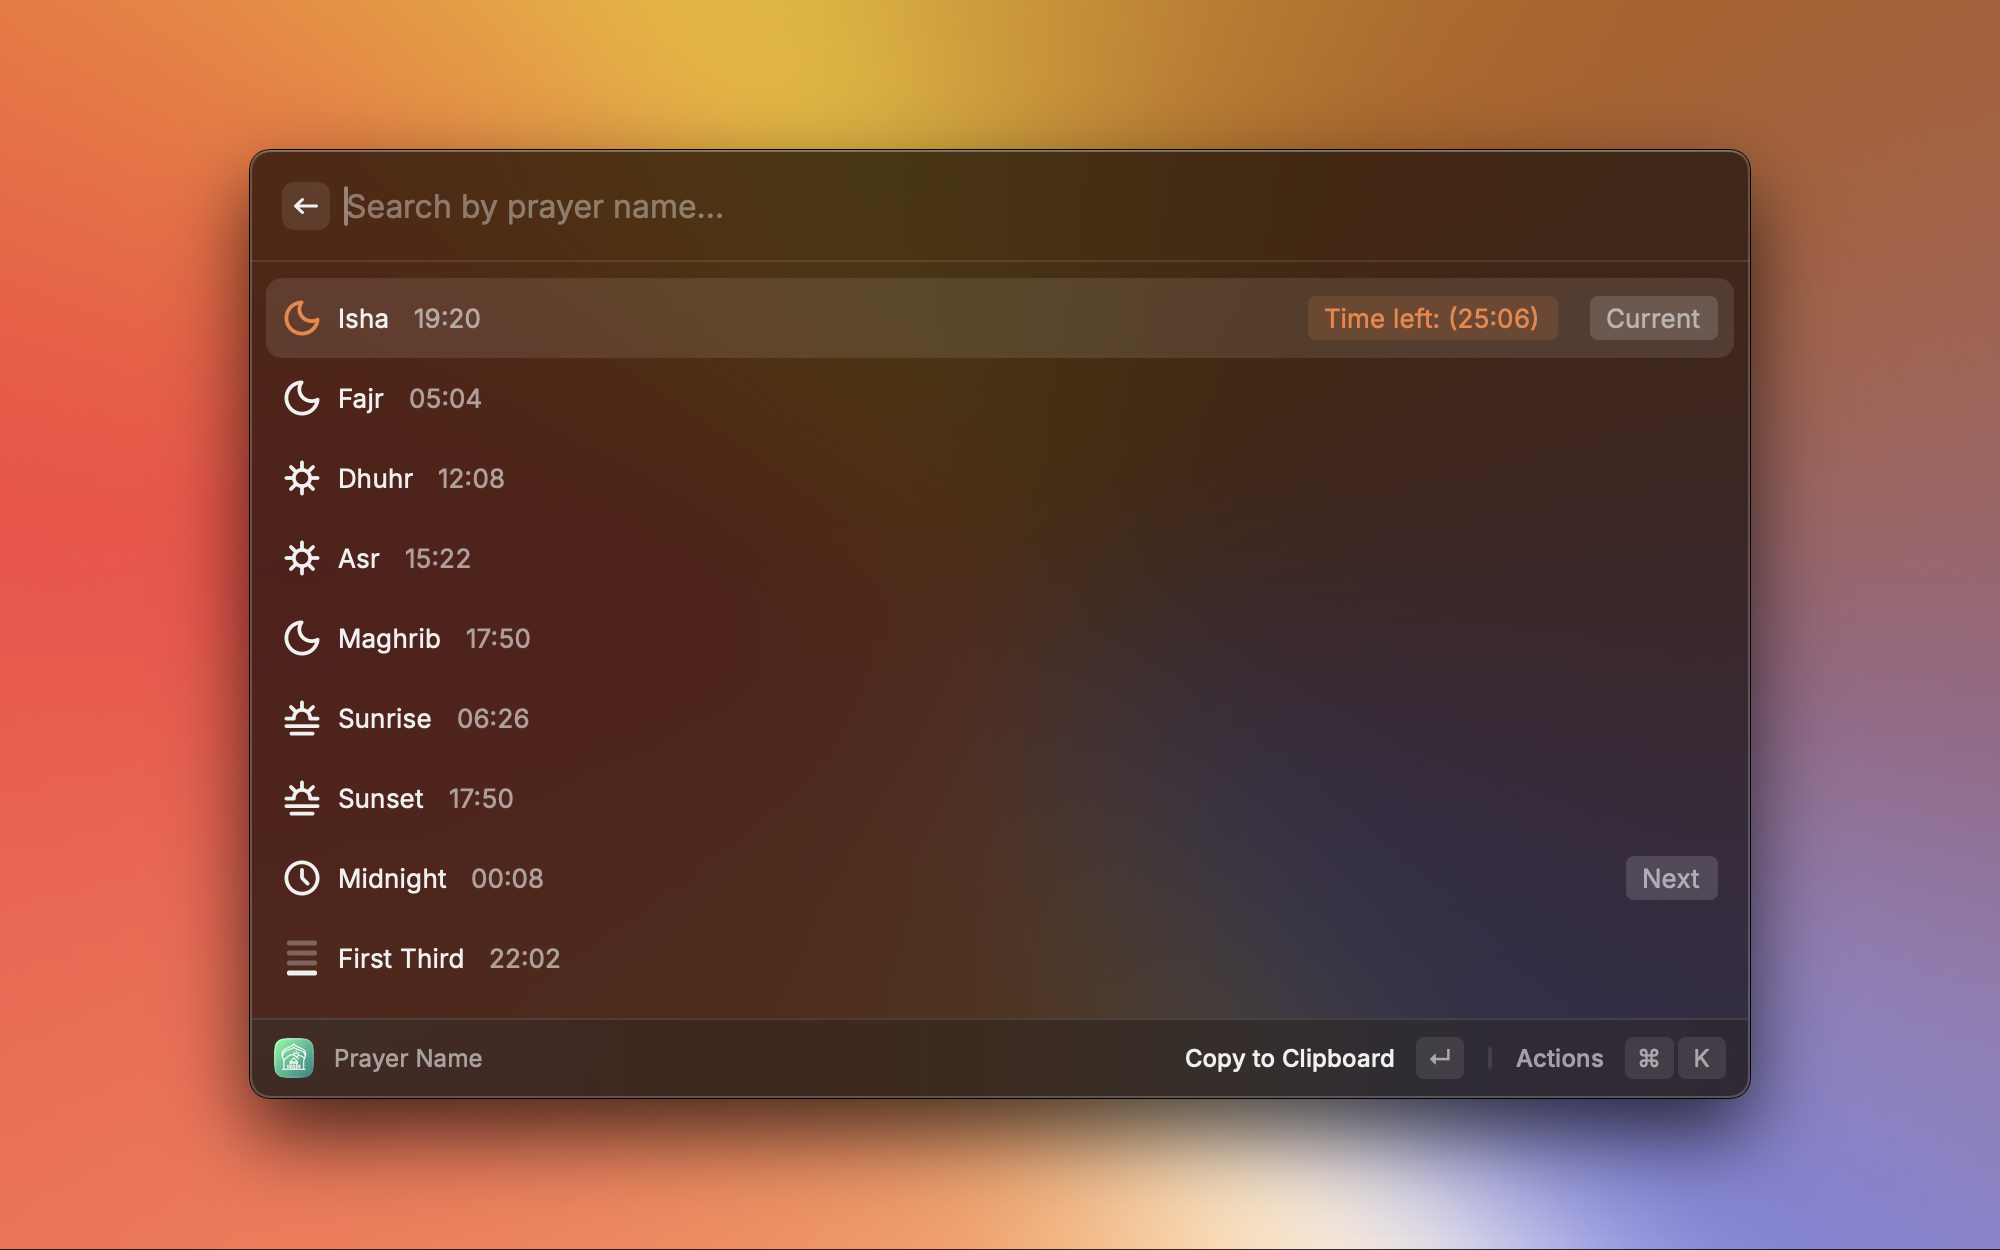 Search by prayer name...
Isha 19:20 Time left: (25:06) Current
Fajr 05:04
Dhuhr 12:08
Asr 15:22
Maghrib 17:50
Sunrise 06:26
Sunset 17:50
Midnight 00:08 Next
First Third 22:02
Prayer Name Copy to Clipboard ↵ Actions ⌘ K